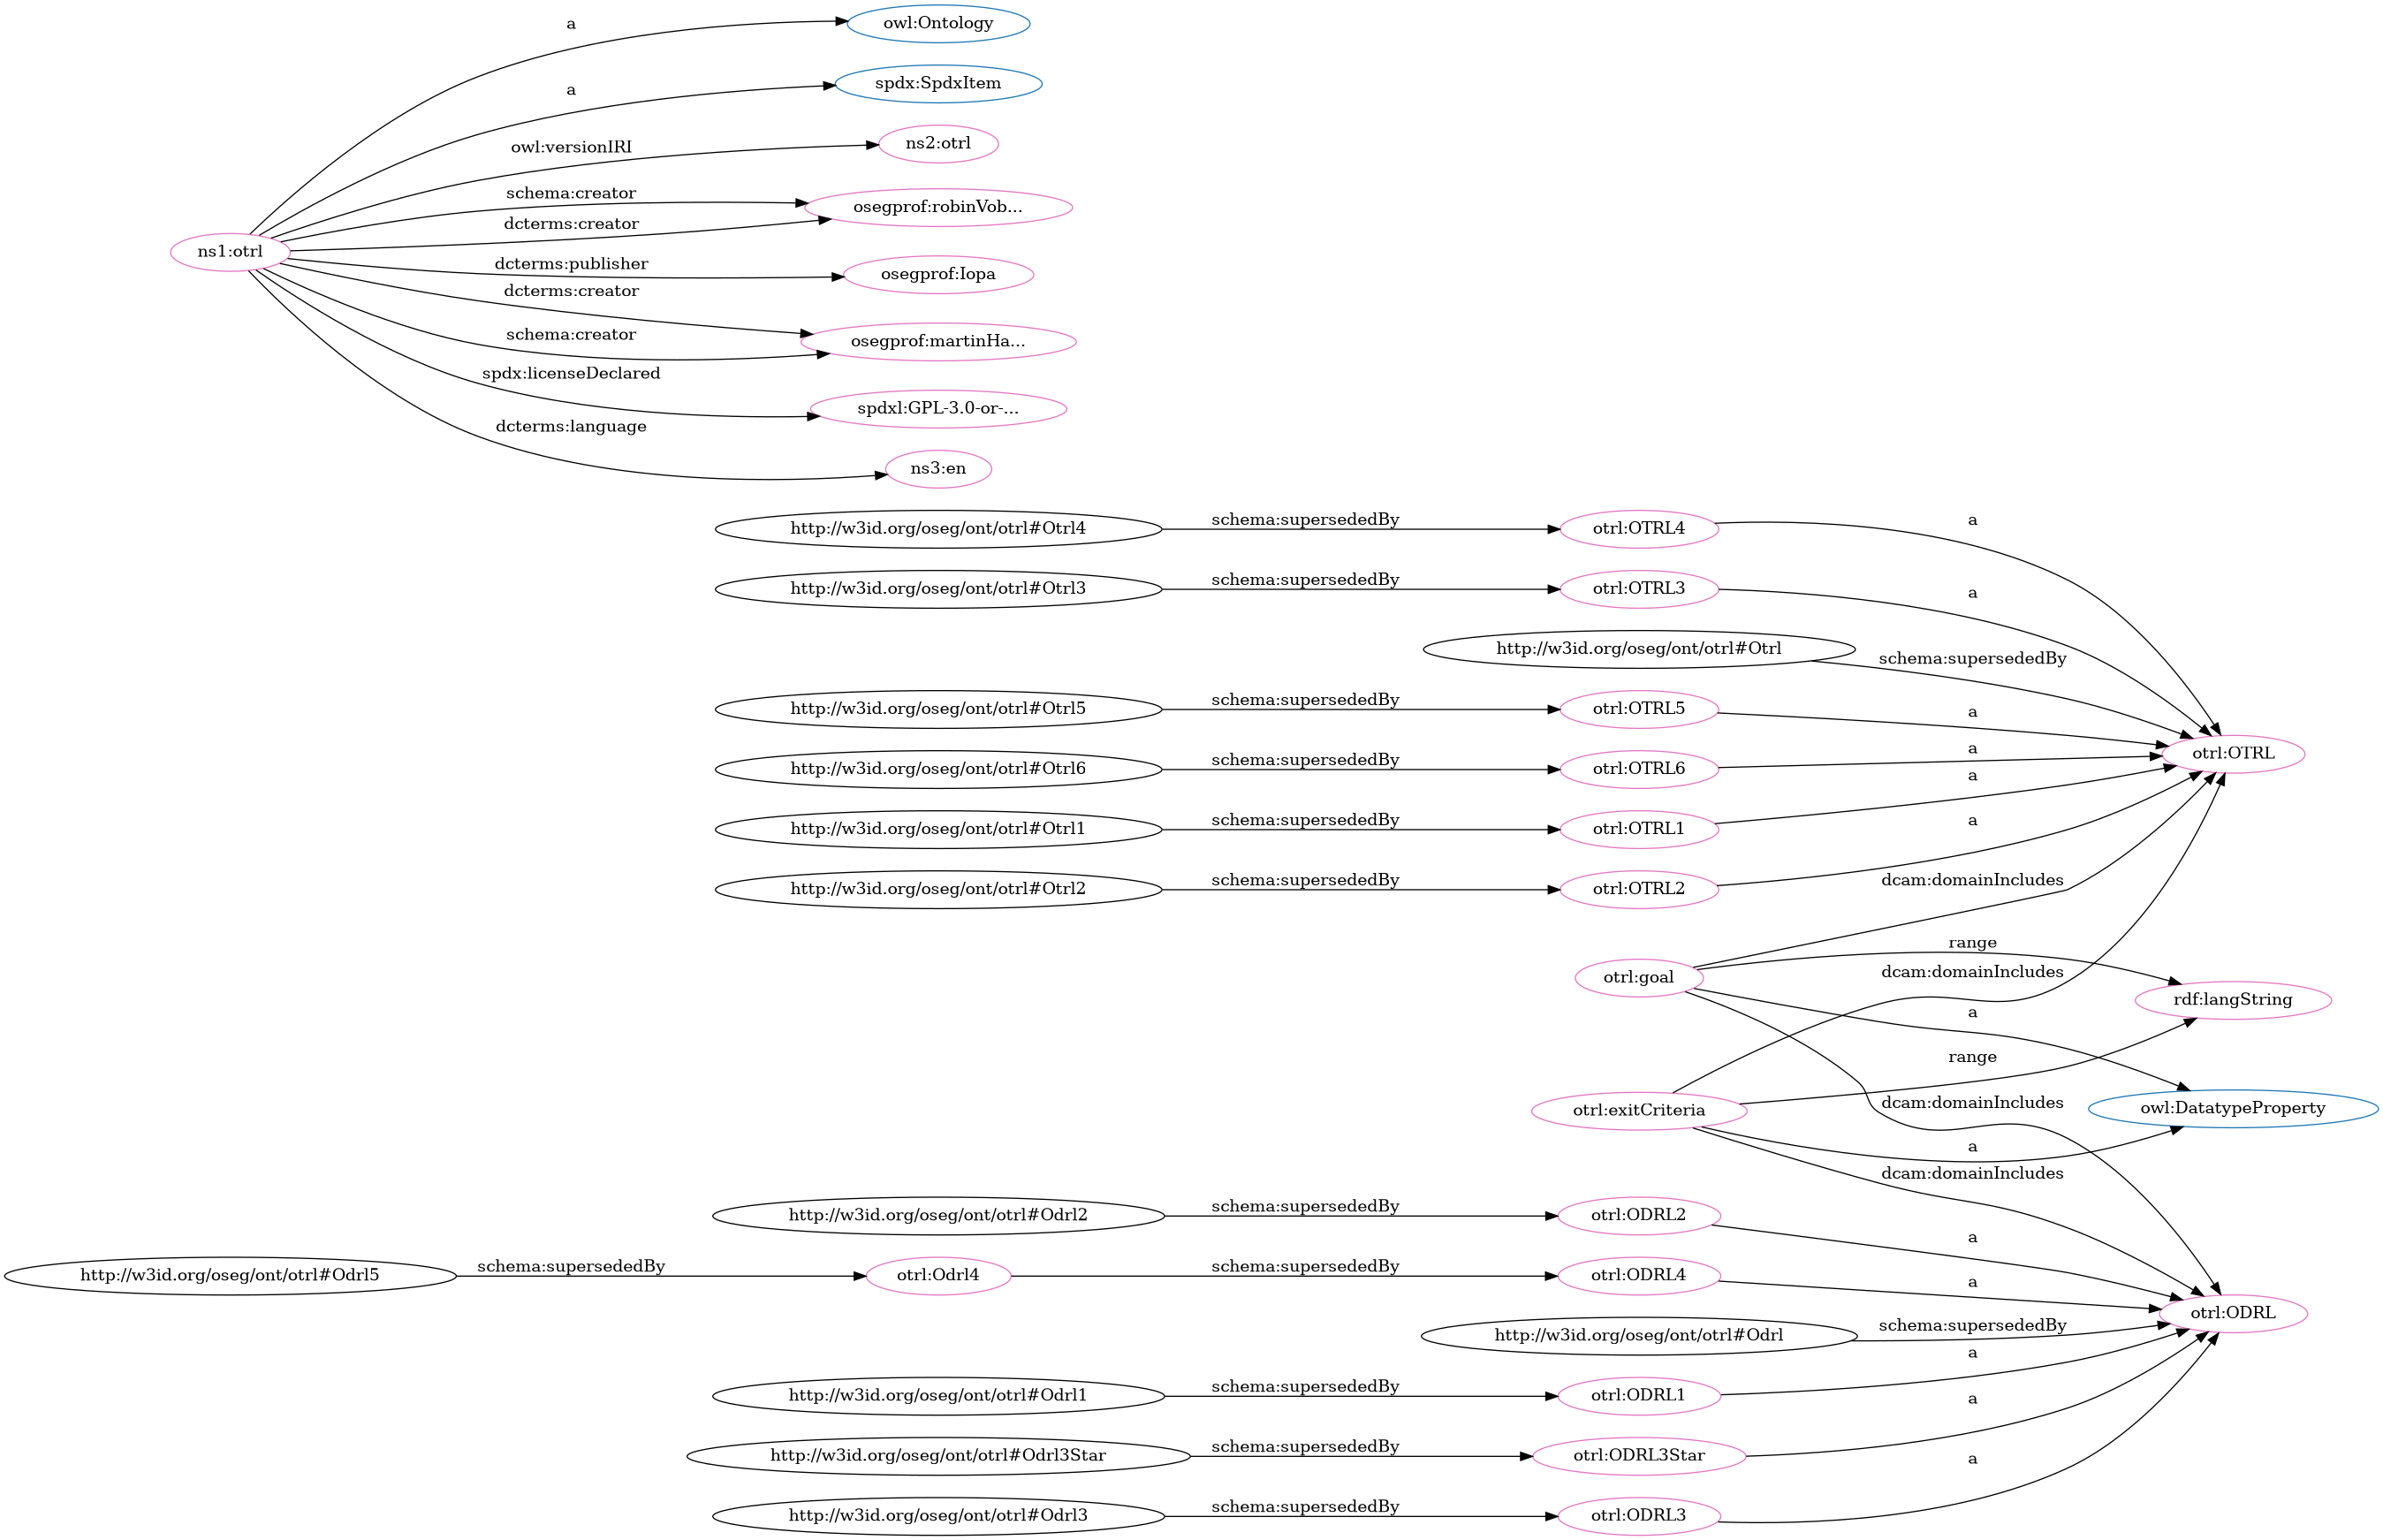 a
owl:Ontology
a
spdx:SpdxItem
owl:versionIRI
ns2:otrl
schema:creator
osegprof:robinVob...
dcterms:creator
ns1:otrl
dcterms:publisher
osegprof:Iopa
dcterms:creator
schema:creator
osegprof:martinHa...
spdx:licenseDeclared
spdxl:GPL-3.0-or-...
dcterms:language
ns3:en
http://w3id.org/oseg/ont/otrl#Otrl4
schema:supersededBy
otrl:OTRL4
a
http://w3id.org/oseg/ont/otrl#Otrl3
schema:supersededBy
otrl:OTRL3
a
http://w3id.org/oseg/ont/otrl#Otrl
schema:supersededBy
http://w3id.org/oseg/ont/otrl#Otrl5
schema:supersededBy
otrl:OTRL5
a
otrl:OTRL
http://w3id.org/oseg/ont/otrl#Otrl6
schema:supersededBy
otrl:OTRL6
a
http://w3id.org/oseg/ont/otrl#Otrl1
schema:supersededBy
otrl:OTRL1
a
http://w3id.org/oseg/ont/otrl#Otrl2
schema:supersededBy
otrl:OTRL2
a
dcam:domainIncludes
otrl:goal
range
dcam:domainIncludes
rdf:langString
a
range
otrl:exitCriteria
dcam:domainIncludes
owl:DatatypeProperty
a
dcam:domainIncludes
http://w3id.org/oseg/ont/otrl#Odrl2
schema:supersededBy
otrl:ODRL2
a
http://w3id.org/oseg/ont/otrl#Odrl5
schema:supersededBy
otrl:Odrl4
schema:supersededBy
otrl:ODRL4
a
otrl:ODRL
http://w3id.org/oseg/ont/otrl#Odrl
schema:supersededBy
http://w3id.org/oseg/ont/otrl#Odrl1
schema:supersededBy
otrl:ODRL1
a
http://w3id.org/oseg/ont/otrl#Odrl3Star
schema:supersededBy
otrl:ODRL3Star
a
http://w3id.org/oseg/ont/otrl#Odrl3
schema:supersededBy
otrl:ODRL3
a